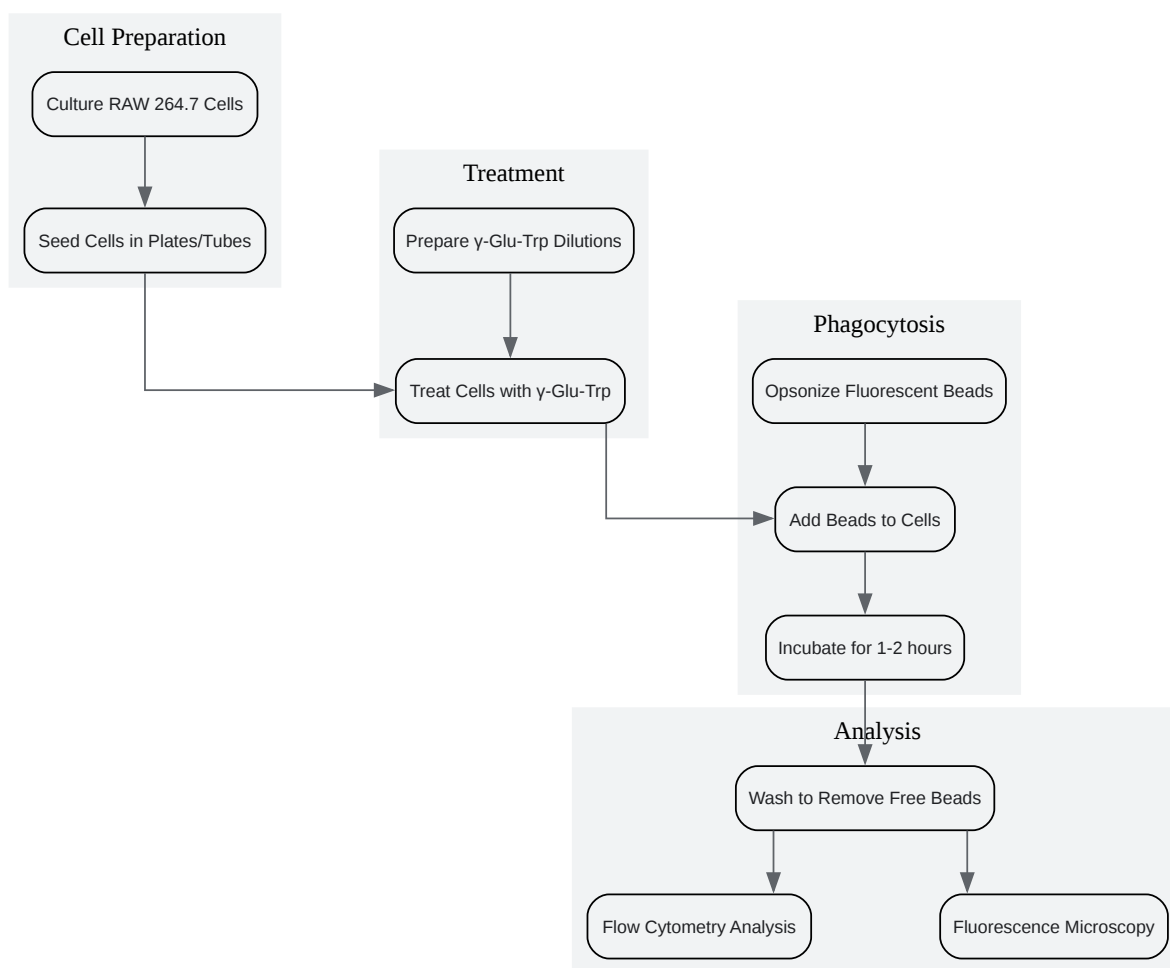 Cell Preparation
Culture RAW 264.7 Cells
Seed Cells in Plates/Tubes
Treatment
Prepare γ-Glu-Trp Dilutions
Treat Cells with γ-Glu-Trp
Phagocytosis
Opsonize Fluorescent Beads
Add Beads to Cells
Incubate for 1-2 hours
Analysis
Wash to Remove Free Beads
Flow Cytometry Analysis
Fluorescence Microscopy